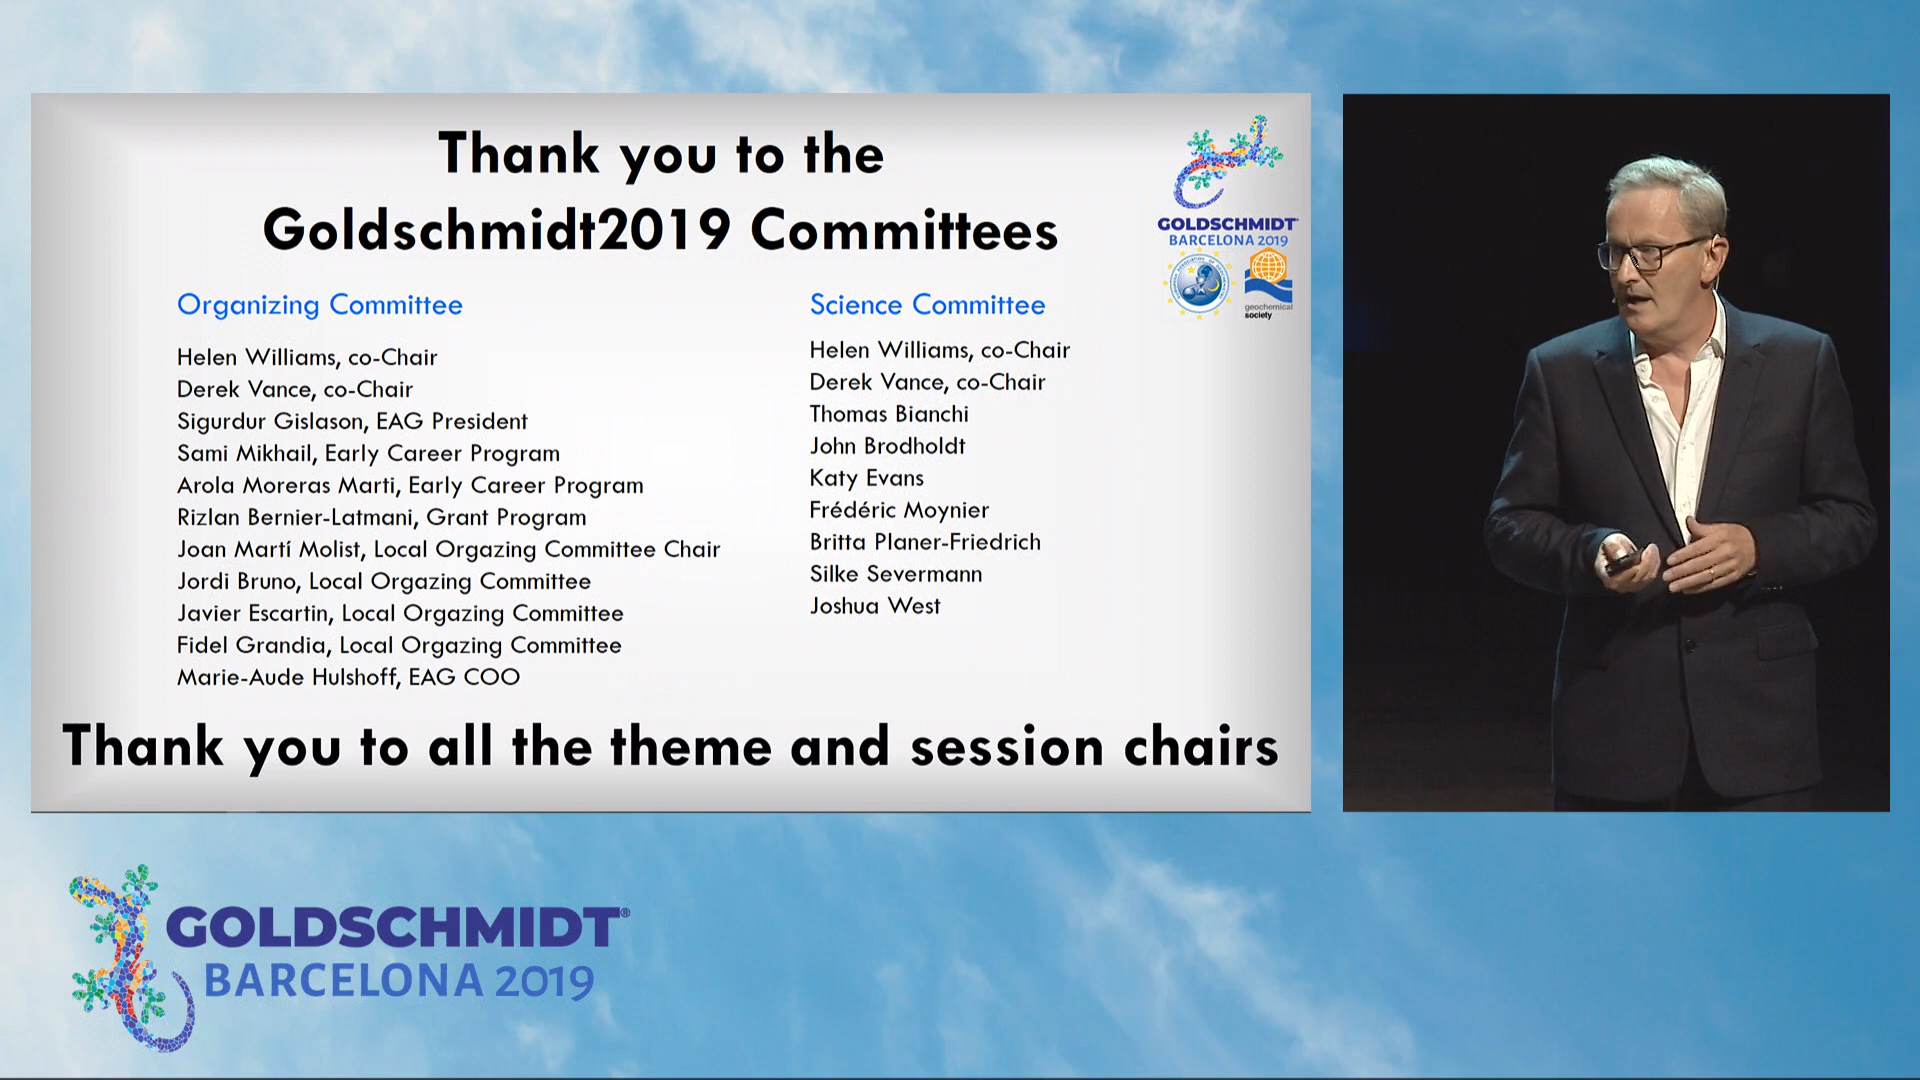 Thank you to the
Goldschmidt2019 Committees
GOLDSCHMIDT
BARCELONA 2019
geochemical
society
Organizing Committee
Helen Williams, co-Chair
Derek Vance, co-Chair
Sigurdur Gislason, EAG President
Sami Mikhail, Early Career Program
Arola Moreras Marti, Early Career Program
Rizlan Bernier-Latmani, Grant Program
Joan Martí Molist, Local Orgazing Committee Chair
Jordi Bruno, Local Orgazing Committee
Javier Escartin, Local Orgazing Committee
Fidel Grandia, Local Orgazing Committee
Marie-Aude Hulshoff, EAG COO
Science Committee
Helen Williams, co-Chair
Derek Vance, co-Chair
Thomas Bianchi
John Brodholdt
Katy Evans
Frédéric Moynier
Britta Planer-Friedrich
Silke Severmann
Joshua West
Thank you to all the theme and session chairs
GOLDSCHMIDT®
BARCELONA 2019